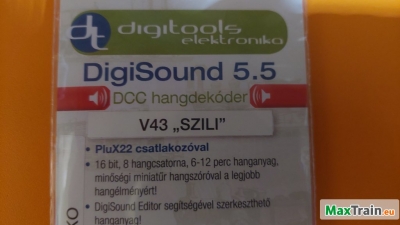 dt digitools
elektronika
DigiSound 5.5
DCC hangdekóder
V43 „SZILI”
• PluX22 csatlakozóval
• 16 bit, 8 hangcsatorna, 6-12 perc hanganyag,
minőségi miniatűr hangszóróval a legjobb
hangélményért!
• DigiSound Editor segítségével szerkeszthető
hanganyag!
MaxTrain.eu